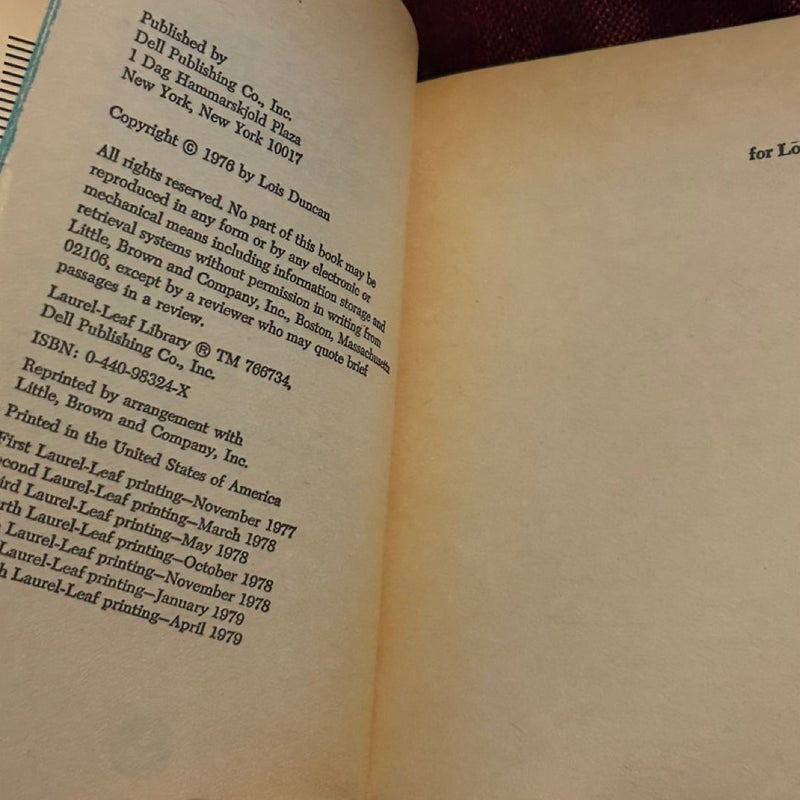 Published by
Dell Publishing Co., Inc.
1 Dag Hammarskjold Plaza
New York, New York 10017
Copyright © 1976 by Lois Duncan
All rights reserved. No part of this book may be
reproduced in any form or by any electronic or
mechanical means including information storage and
retrieval systems without permission in writing from
Little, Brown and Company, Inc., Boston, Massachusetts
02106, except by a reviewer who may quote brief
passages in a review.
Laurel-Leaf Library ® TM 766734,
Dell Publishing Co., Inc.
ISBN: 0-440-98324-X
Reprinted by arrangement with
Little, Brown and Company, Inc.
Printed in the United States of America
First Laurel-Leaf printing—November 1977
cond Laurel-Leaf printing—March 1978
ird Laurel-Leaf printing—May 1978
rth Laurel-Leaf printing—October 1978
Laurel-Leaf printing—November 1978
Laurel-Leaf printing—January 1979
h Laurel-Leaf printing—April 1979
for